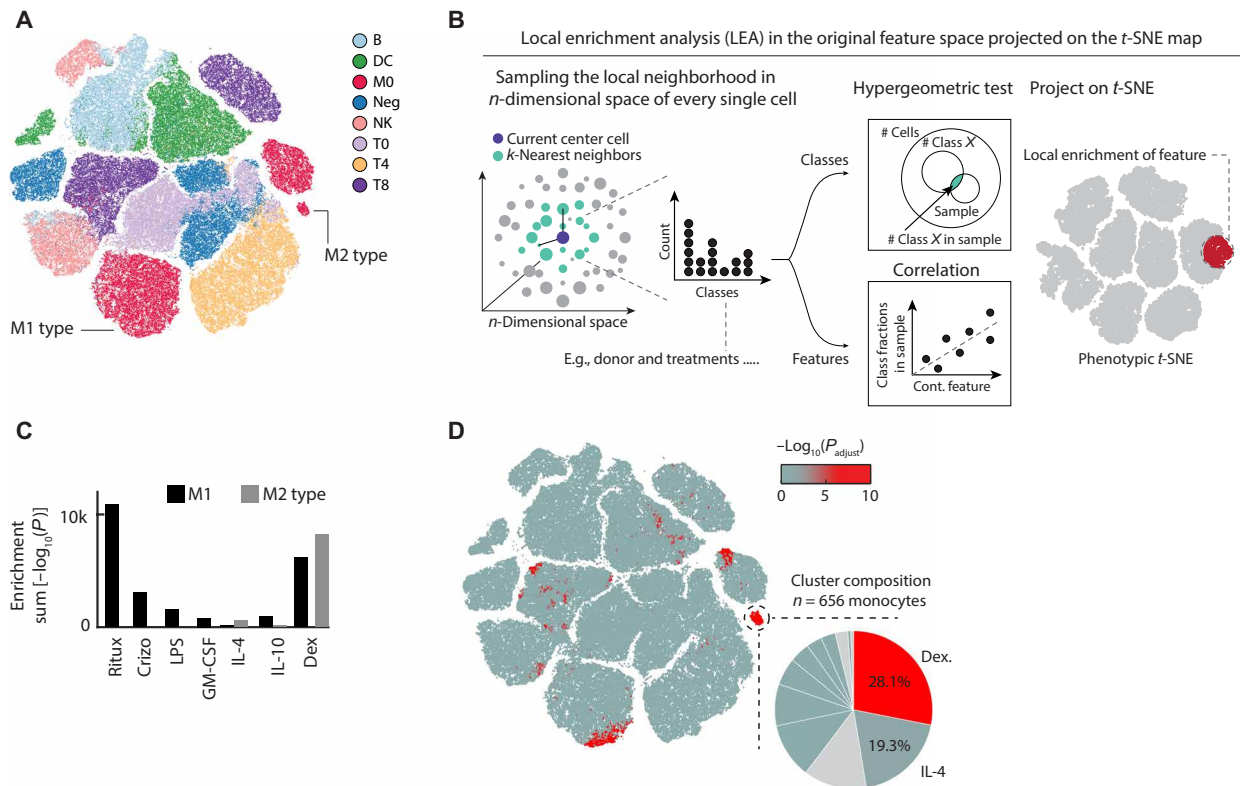 A
B
DC
M0
Neg
NK
T0
T4
T8
M2 type
M1 type
B
Local enrichment analysis (LEA) in the original feature space projected on the t-SNE map
Sampling the local neighborhood in
n-dimensional space of every single cell
Current center cell
k-Nearest neighbors
n-Dimensional space
Count
Classes
E.g., donor and treatments .....
Classes
Features
Hypergeometric test
# Cells
# Class X
Sample
# Class X in sample
Correlation
Class fractions
in sample
Cont. feature
Project on t-SNE
Local enrichment of feature
Phenotypic t-SNE
C
Enrichment
sum [–log10(P)]
10k
0
M1
M2 type
Ritux
Crizo
LPS
GM-CSF
IL-4
IL-10
Dex
D
–Log10(Padjust)
0 5 10
Cluster composition
n = 656 monocytes
Dex.
28.1%
19.3%
IL-4